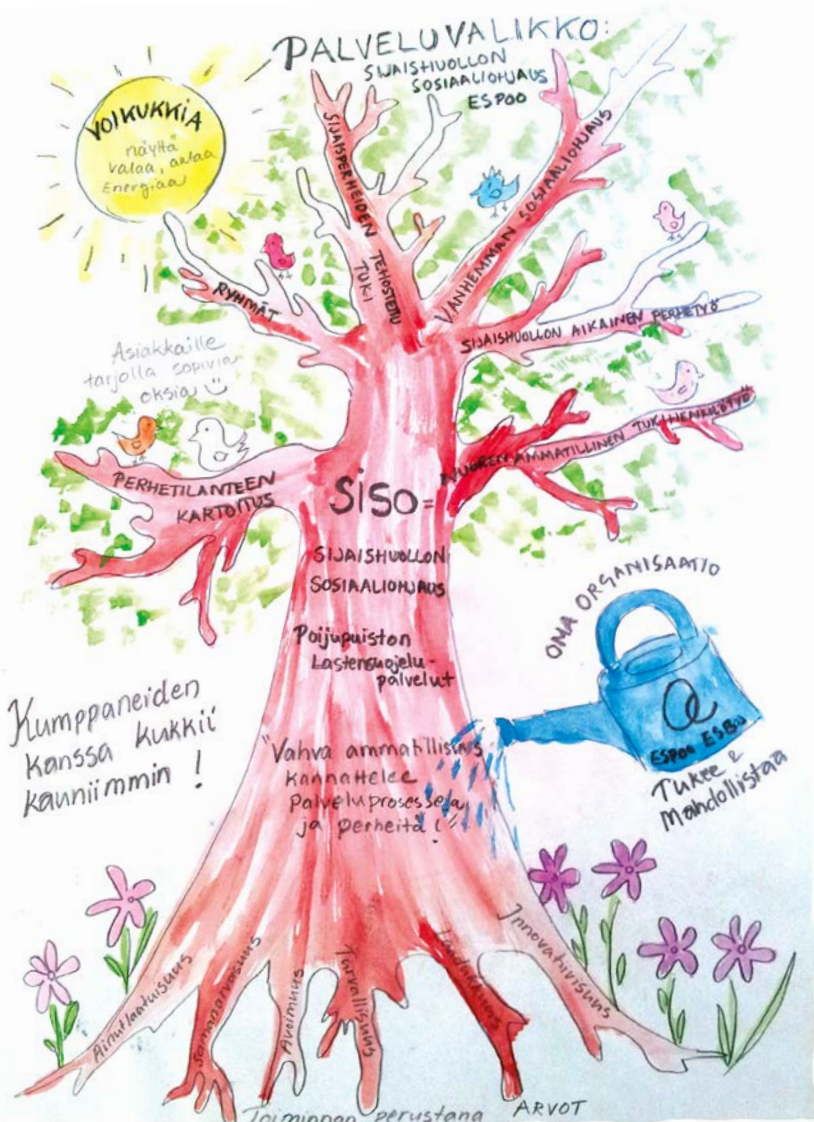 PALVELUVALIKKO:
SIJAISHUOLLON
SOSIAALIOHJAUS
ESPOO
VOIKUKKIA
näyttä
valaa, antaa
Energiaa
SIJAISPERHEIDEN TEHOSTETTU
TUKI
VANHEMMAN SOSIAALIOHJAUS
RYHMÄT
SIJAISHUOLLON AIKAINEN PERHETYÖ
Asiakkaille
tarjolla sopivia
oksia
NUOREN AMMATILLINEN TUKIHENKILÖTYÖ
PERHETILANTEEN
KARTOITUS
SISO=
SIJAISHUOLLON
SOSIAALIOHJAUS
Poijupuiston
Lastensuojelu-
palvelut
OMA ORGANISAATIO
ESPOO ESBO
Tukee &
Mahdollistaa
Kumppaneiden
kanssa kukkii
kauniimmin !
"Vahva ammatillisuus
kannattelee
palveluprosesseja
ja perheitä!"
Ainutlaatuisuus
Samanarvoisuus
Avoimuus
Turvallisuus
Laadukkuus
Innovatiivisuus
Toiminnan perustana ARVOT